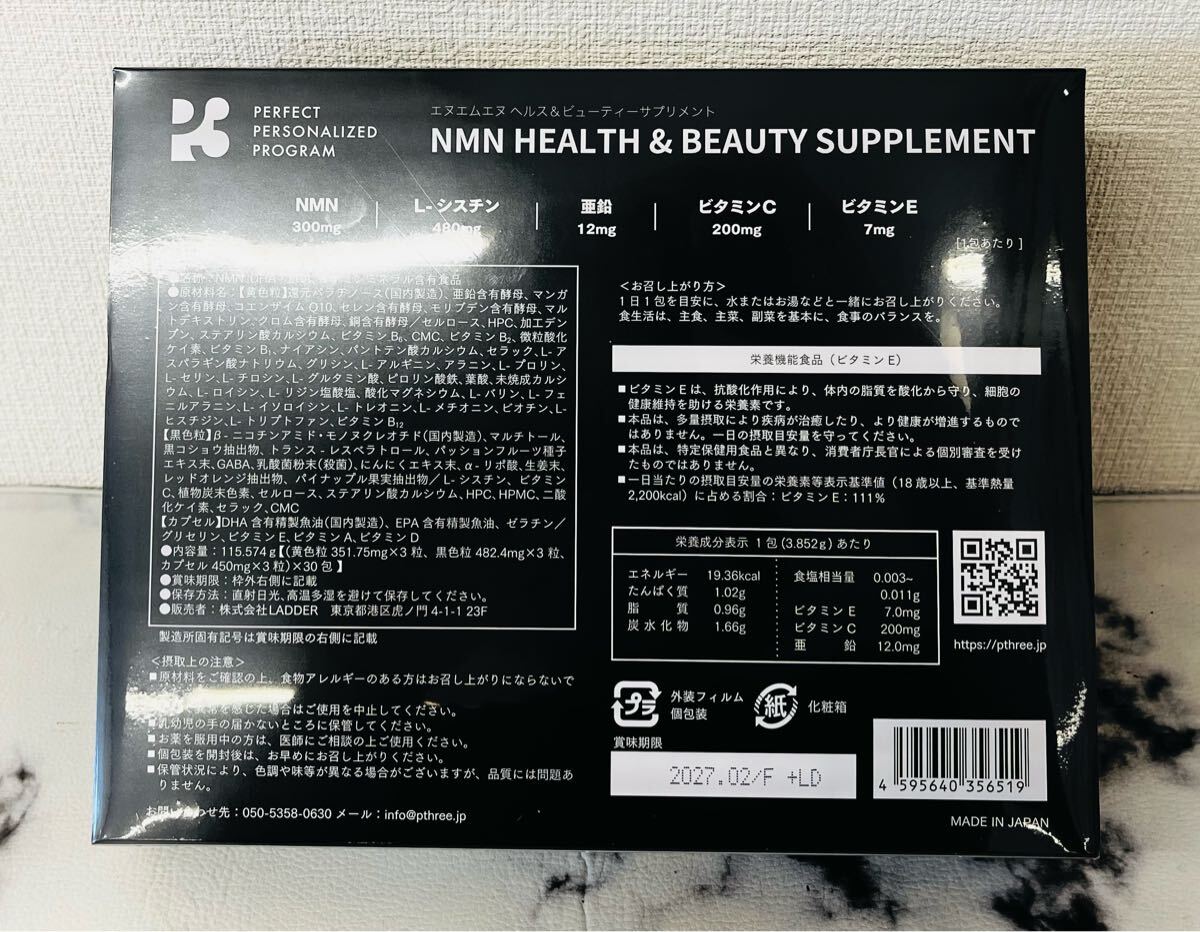 PERFECT
PERSONALIZED
PROGRAM
エヌエムエヌ ヘルス＆ビューティーサプリメント
NMN HEALTH & BEAUTY SUPPLEMENT
NMN
300mg
L-シスチン
480mg
亜鉛
12mg
ビタミンC
200mg
ビタミンE
7mg
[1包あたり]
ネラル含有食品
●原材料名：【黄色粒】還元パラチノース（国内製造）、亜鉛含有酵母、マンガ
ン含有酵母、コエンザイムQ10、セレン含有酵母、モリブデン含有酵母、マル
トデキストリン、クロム含有酵母、銅含有酵母／セルロース、HPC、加工デン
プン、ステアリン酸カルシウム、ビタミンB6、CMC、ビタミンB2、微粒酸化
ケイ素、ビタミンB1、ナイアシン、パントテン酸カルシウム、セラック、L-ア
スパラギン酸ナトリウム、グリシン、L-アルギニン、アラニン、L-プロリン、
L-セリン、L-チロシン、L-グルタミン酸、ピロリン酸鉄、葉酸、未焼成カルシ
ウム、L-ロイシン、L-リジン塩酸塩、酸化マグネシウム、L-バリン、L-フェ
ニルアラニン、L-イソロイシン、L-トレオニン、L-メチオニン、ビオチン、L-
ヒスチジン、L-トリプトファン、ビタミンB12
【黒色粒】β-ニコチンアミド・モノヌクレオチド（国内製造）、マルチトール、
黒コショウ抽出物、トランス-レスベラトロール、パッションフルーツ種子
エキス末、GABA、乳酸菌粉末（殺菌）、にんにくエキス末、α-リポ酸、生姜末、
レッドオレンジ抽出物、パイナップル果実抽出物／L-シスチン、ビタミン
C、植物炭末色素、セルロース、ステアリン酸カルシウム、HPC、HPMC、二酸
化ケイ素、セラック、CMC
【カプセル】DHA含有精製魚油（国内製造）、EPA含有精製魚油、ゼラチン／
グリセリン、ビタミンE、ビタミンA、ビタミンD
●内容量：115.574g【（黄色粒 351.75mg×3粒、黒色粒 482.4mg×3粒、
カプセル 450mg×3粒）×30包】
●賞味期限：枠外右側に記載
●保存方法：直射日光、高温多湿を避けて保存してください。
●販売者：株式会社LADDER 東京都港区虎ノ門4-1-1 23F
製造所固有記号は賞味期限の右側に記載
＜摂取上の注意＞
■原材料をご確認の上、食物アレルギーのある方はお召し上がりにならないで
異常を感じた場合はご使用を中止してください。
■乳幼児の手の届かないところに保管してください。
■お薬を服用中の方は、医師にご相談の上ご使用ください。
■個包装を開封後は、お早めにお召し上がりください。
■保管状況により、色調や味等が異なる場合がございますが、品質には問題あ
りません。
お問い合わせ先：050-5358-0630 メール：info@pthree.jp
＜お召し上がり方＞
1日1包を目安に、水またはお湯などと一緒にお召し上がりください。
食生活は、主食、主菜、副菜を基本に、食事のバランスを。
栄養機能食品（ビタミンE）
■ビタミンEは、抗酸化作用により、体内の脂質を酸化から守り、細胞の
健康維持を助ける栄養素です。
■本品は、多量摂取により疾病が治癒したり、より健康が増進するもので
はありません。一日の摂取目安量を守ってください。
■本品は、特定保健用食品と異なり、消費者庁長官による個別審査を受け
たものではありません。
■一日当たりの摂取目安量の栄養素等表示基準値（18歳以上、基準熱量
2,200kcal）に占める割合：ビタミンE：111%
栄養成分表示 1包（3.852g）あたり
エネルギー 19.36kcal
たんぱく質 1.02g
脂質 0.96g
炭水化物 1.66g
食塩相当量 0.003~
0.011g
ビタミンE 7.0mg
ビタミンC 200mg
亜鉛 12.0mg
https://pthree.jp
プラ
外装フィルム
個包装
紙
化粧箱
賞味期限
2027.02/F +LD
4 595640 356519
MADE IN JAPAN